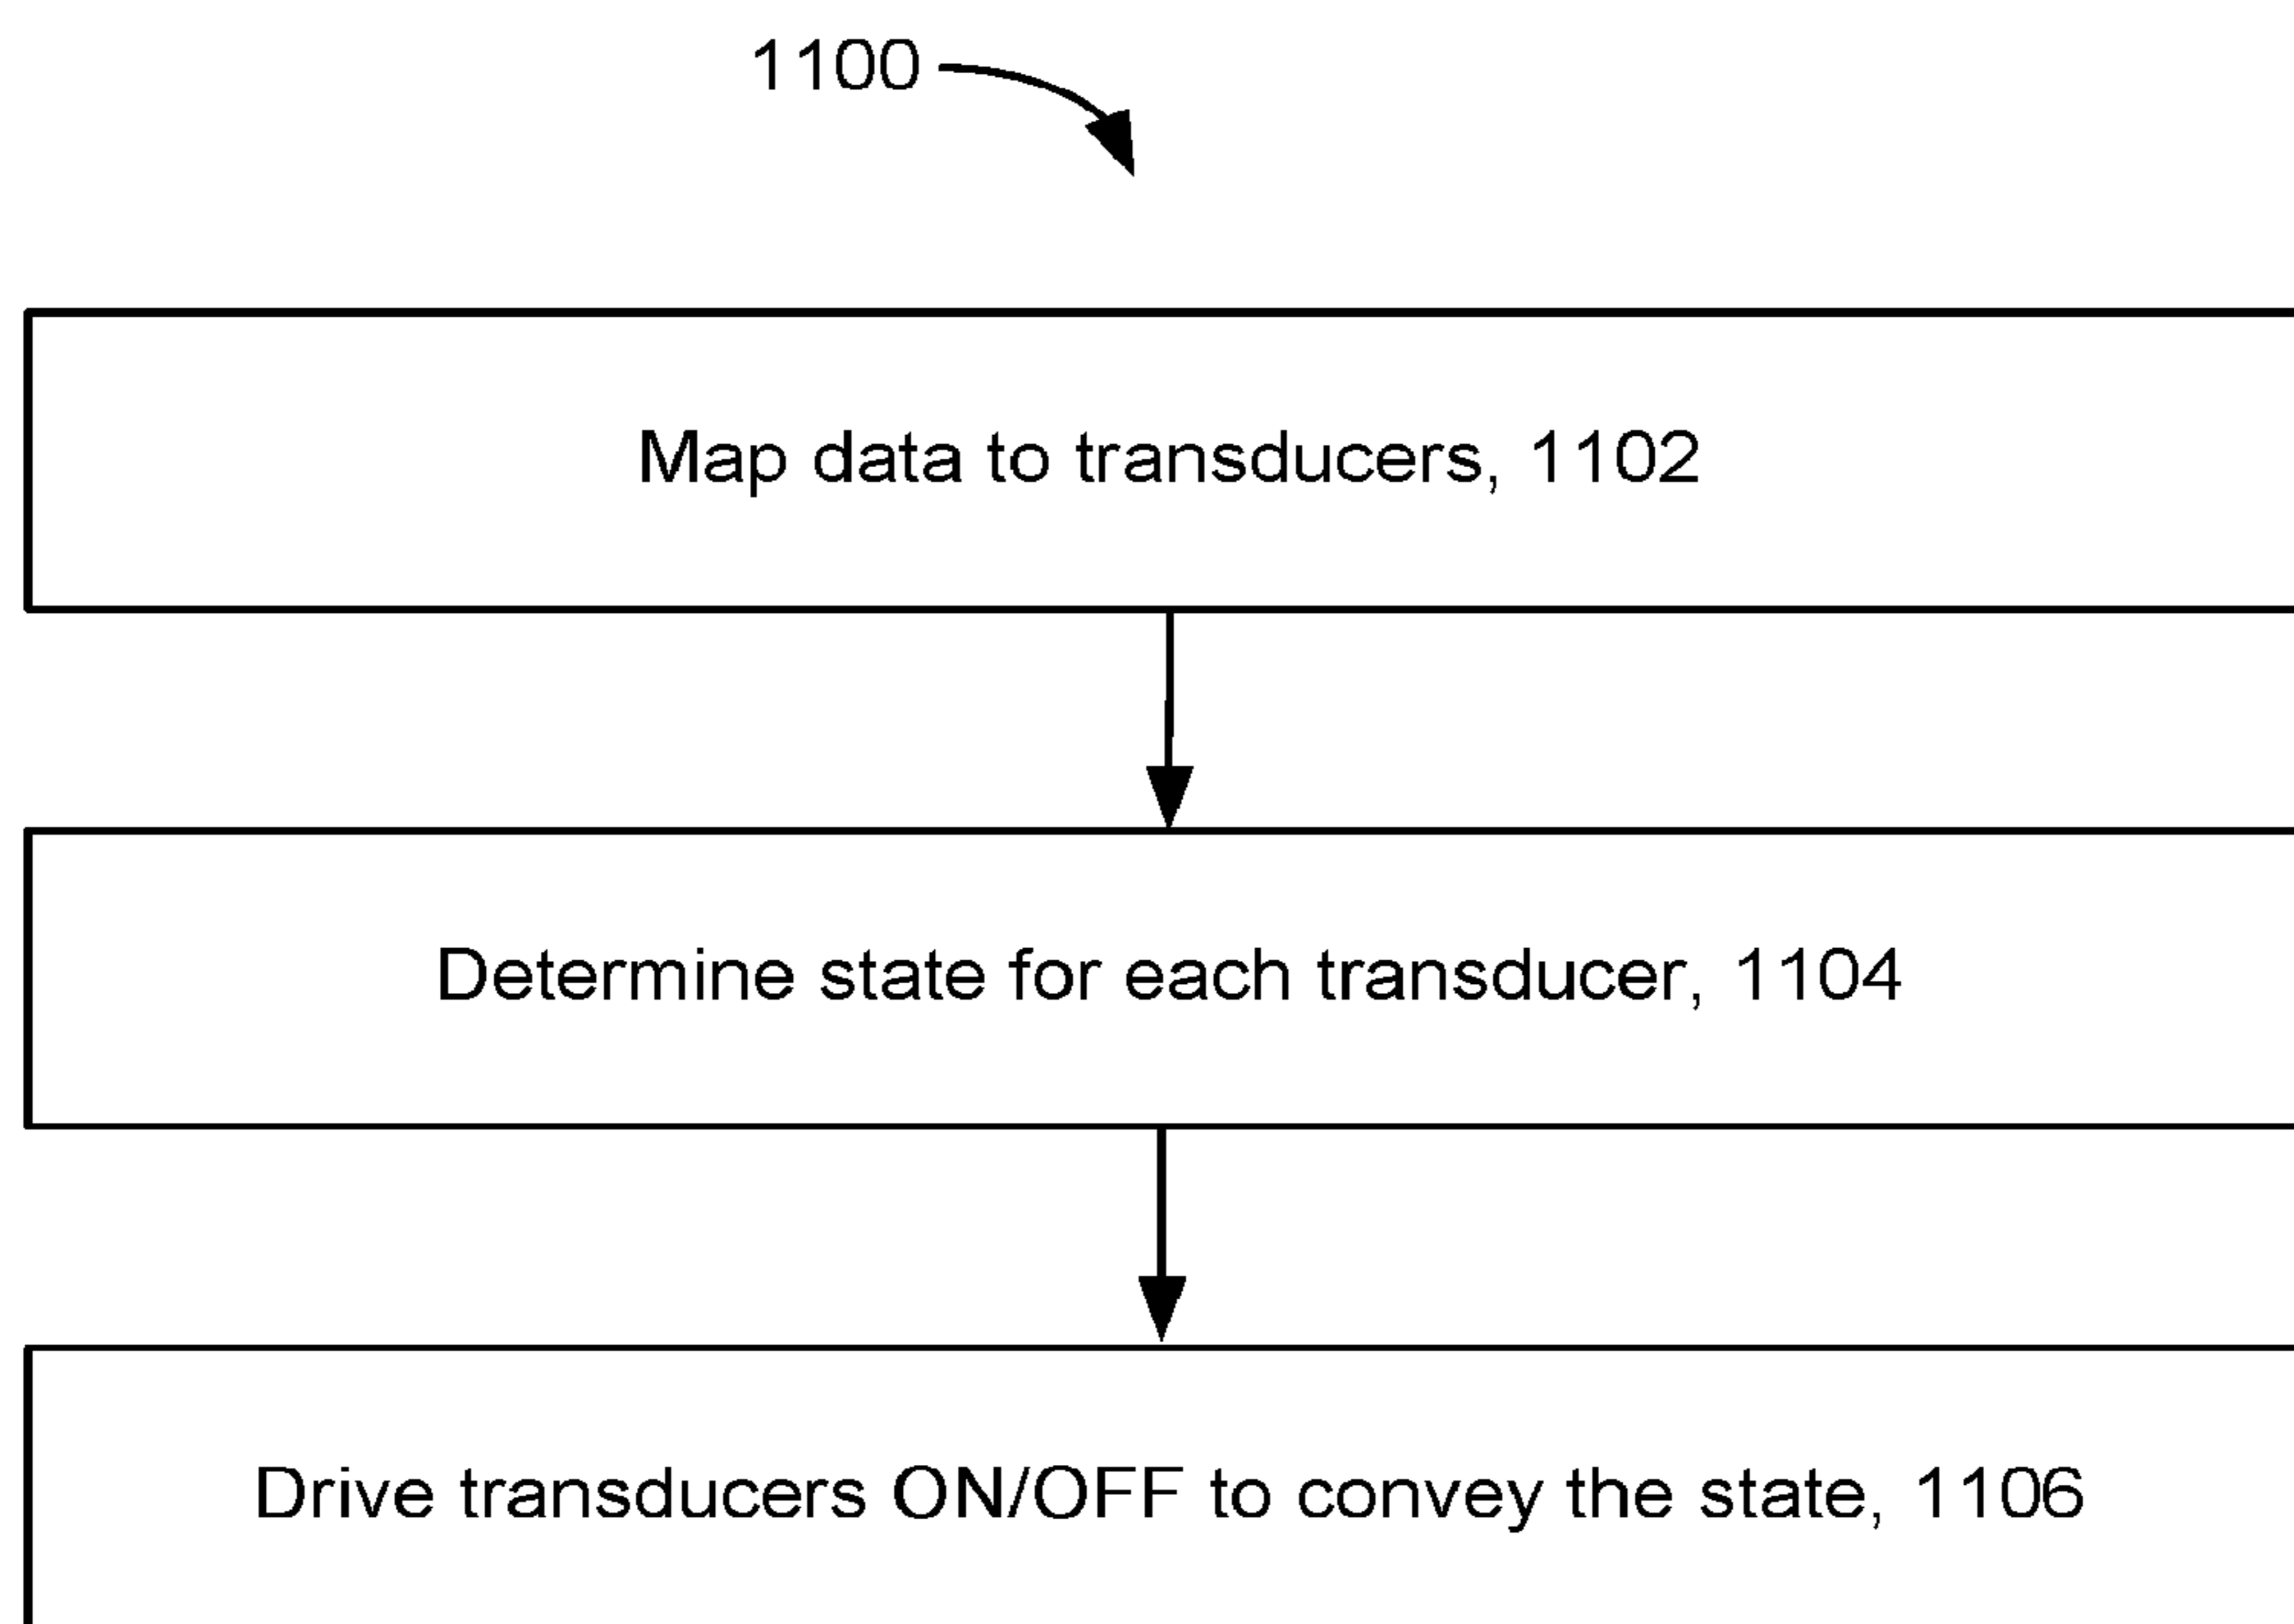 1100
Map data to transducers, 1102
Determine state for each transducer, 1104
Drive transducers ON/OFF to convey the state, 1106